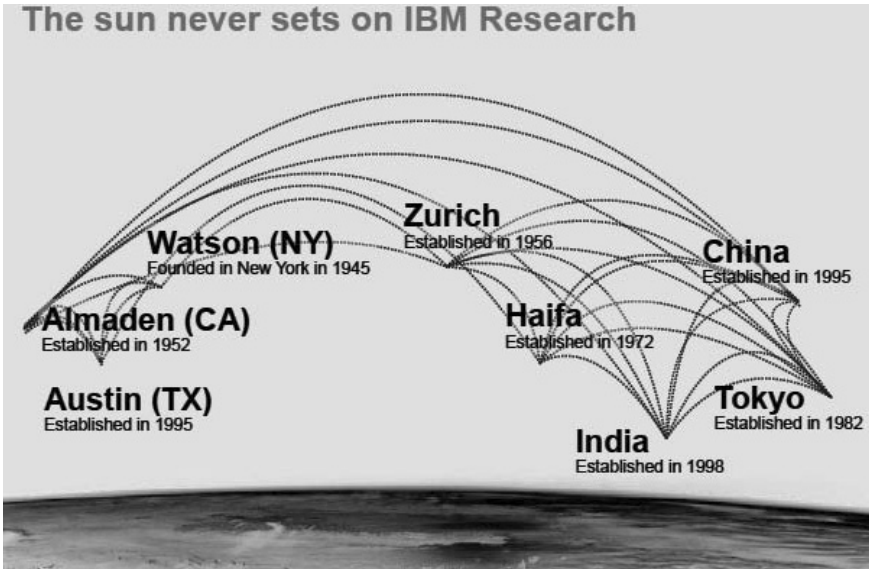 The sun never sets on IBM Research
Zurich
Established in 1956
Watson (NY)
Founded in New York in 1945
China
Established in 1995
Almaden (CA)
Established in 1952
Haifa
Established in 1972
Austin (TX)
Established in 1995
Tokyo
Established in 1982
India
Established in 1998